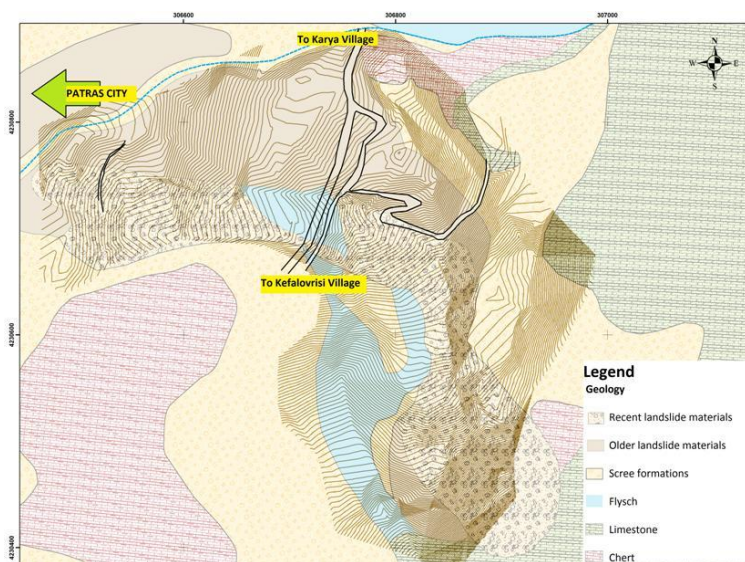 306600
306800
307000
To Karya Village
N
W
E
S
PATRAS CITY
4230800
To Kefalovrisi Village
4230600
Legend
Geology
Recent landslide materials
Older landslide materials
Scree formations
Flysch
Limestone
4230400
Chert